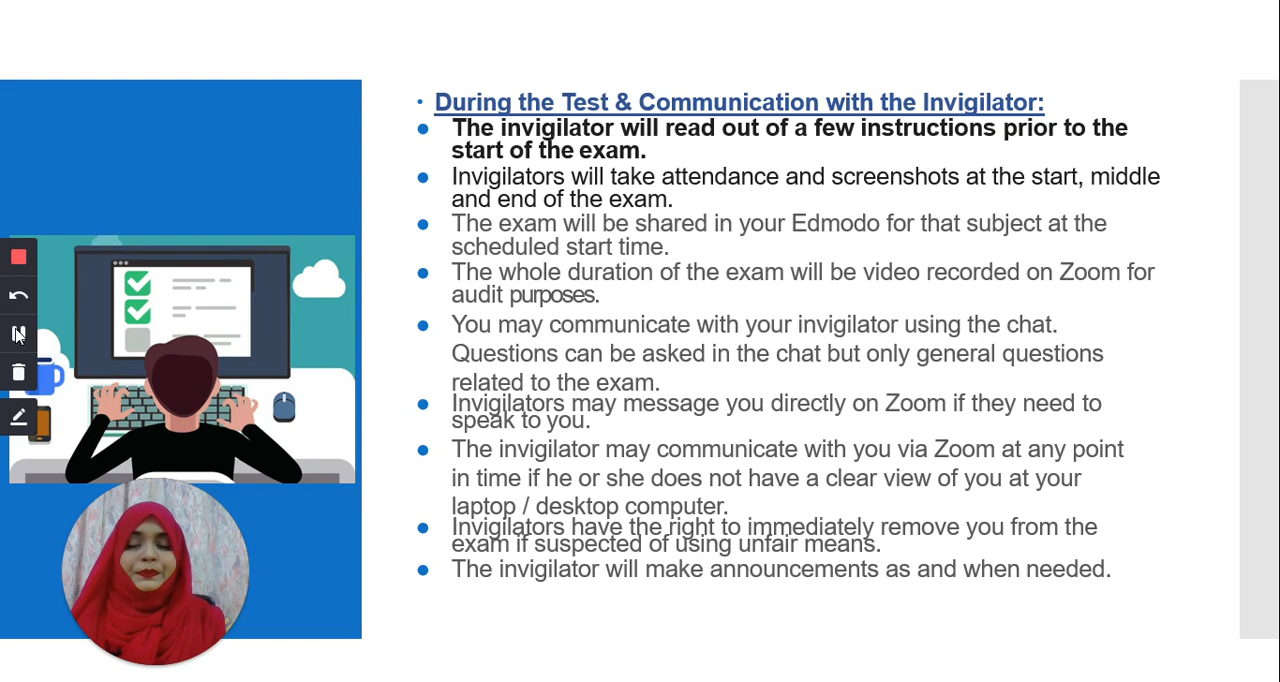 During the Test & Communication with the Invigilator:
The invigilator will read out of a few instructions prior to the
start of the exam.
Invigilators will take attendance and screenshots at the start, middle
and end of the exam.
The exam will be shared in your Edmodo for that subject at the
scheduled start time.
The whole duration of the exam will be video recorded on Zoom for
audit purposes.
You may communicate with your invigilator using the chat.
Questions can be asked in the chat but only general questions
related to the exam.
Invigilators may message you directly on Zoom if they need to
speak to you.
The invigilator may communicate with you via Zoom at any point
in time if he or she does not have a clear view of you at your
laptop / desktop computer.
Invigilators have the right to immediately remove you from the
exam if suspected of using unfair means.
The invigilator will make announcements as and when needed.